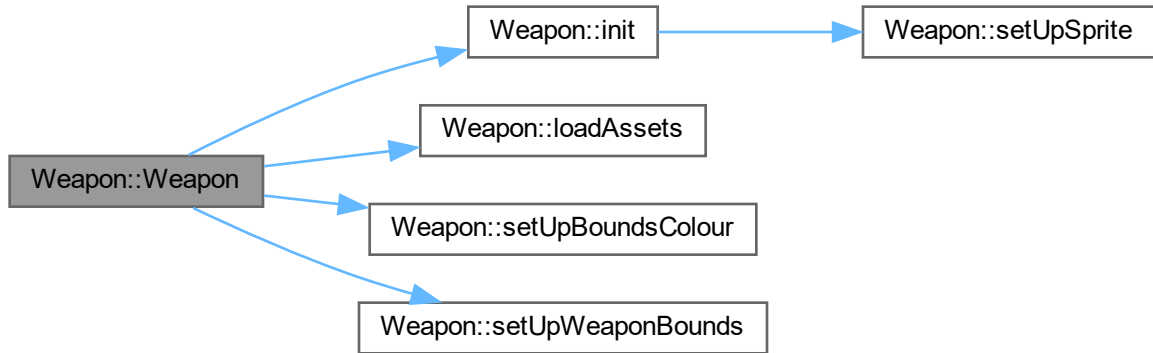 Weapon::init
Weapon::setUpSprite
Weapon::loadAssets
Weapon::Weapon
Weapon::setUpBoundsColour
Weapon::setUpWeaponBounds